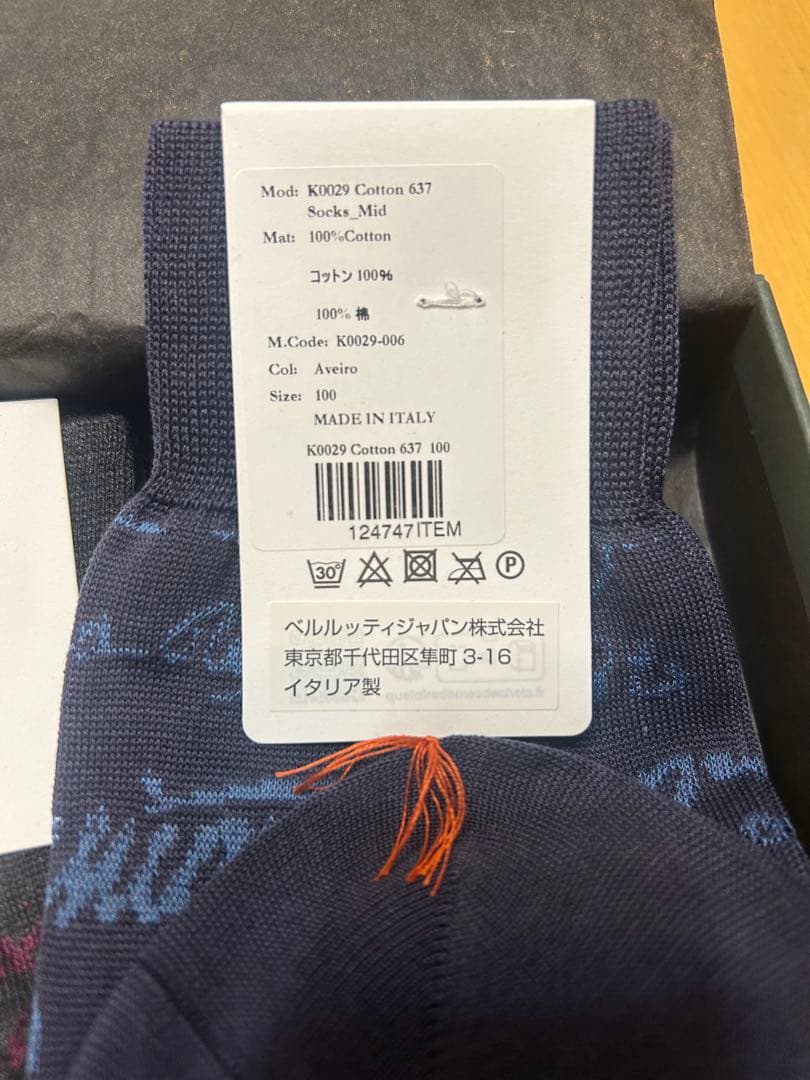 Mod: K0029 Cotton 637
Socks_Mid
Mat: 100%Cotton
コットン 100%
100% 棉
M.Code: K0029-006
Col: Aveiro
Size: 100
MADE IN ITALY
K0029 Cotton 637 100
124747ITEM
30°
P
ベルルッティジャパン株式会社
東京都千代田区隼町 3-16
イタリア製